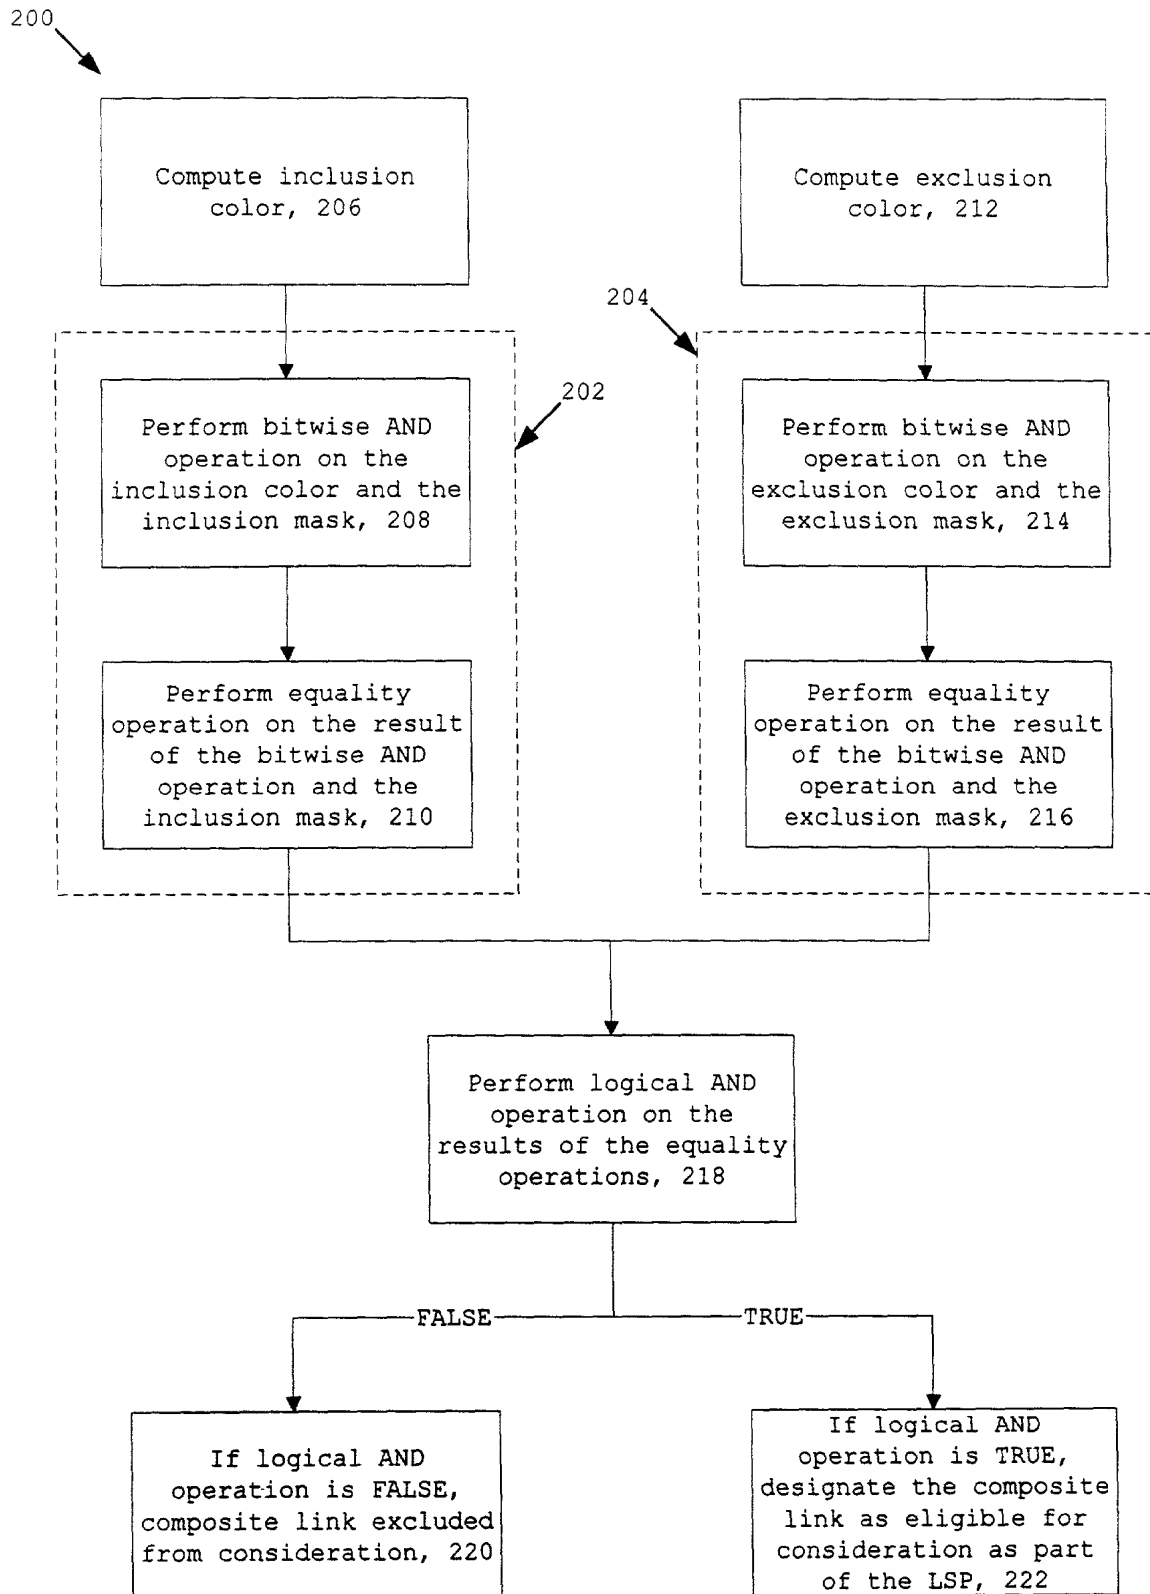 200
Compute inclusion
color, 206
Compute exclusion
color, 212
204
202
Perform bitwise AND
operation on the
inclusion color and the
inclusion mask, 208
Perform bitwise AND
operation on the
exclusion color and the
exclusion mask, 214
Perform equality
operation on the result
of the bitwise AND
operation and the
inclusion mask, 210
Perform equality
operation on the result
of the bitwise AND
operation and the
exclusion mask, 216
Perform logical AND
operation on the
results of the equality
operations, 218
FALSE
TRUE
If logical AND
operation is FALSE,
composite link excluded
from consideration, 220
If logical AND
operation is TRUE,
designate the composite
link as eligible for
consideration as part
of the LSP, 222